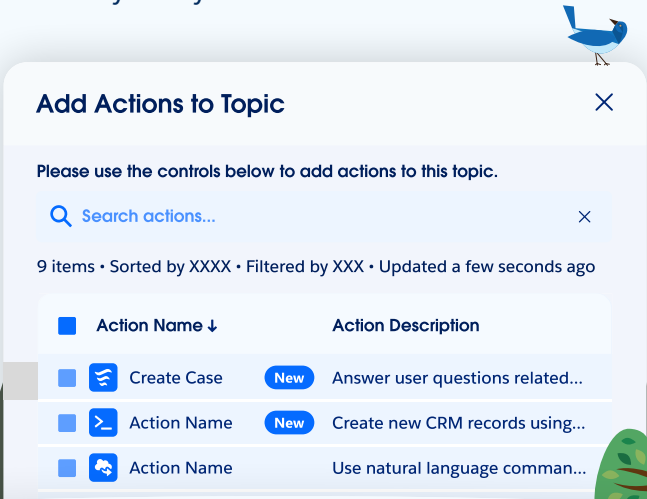 Add Actions to Topic
Please use the controls below to add actions to this topic.
Search actions...
9 items • Sorted by XXXX • Filtered by XXX • Updated a few seconds ago
Action Name ↓ Action Description
Create Case New Answer user questions related...
Action Name New Create new CRM records using...
Action Name Use natural language comman...